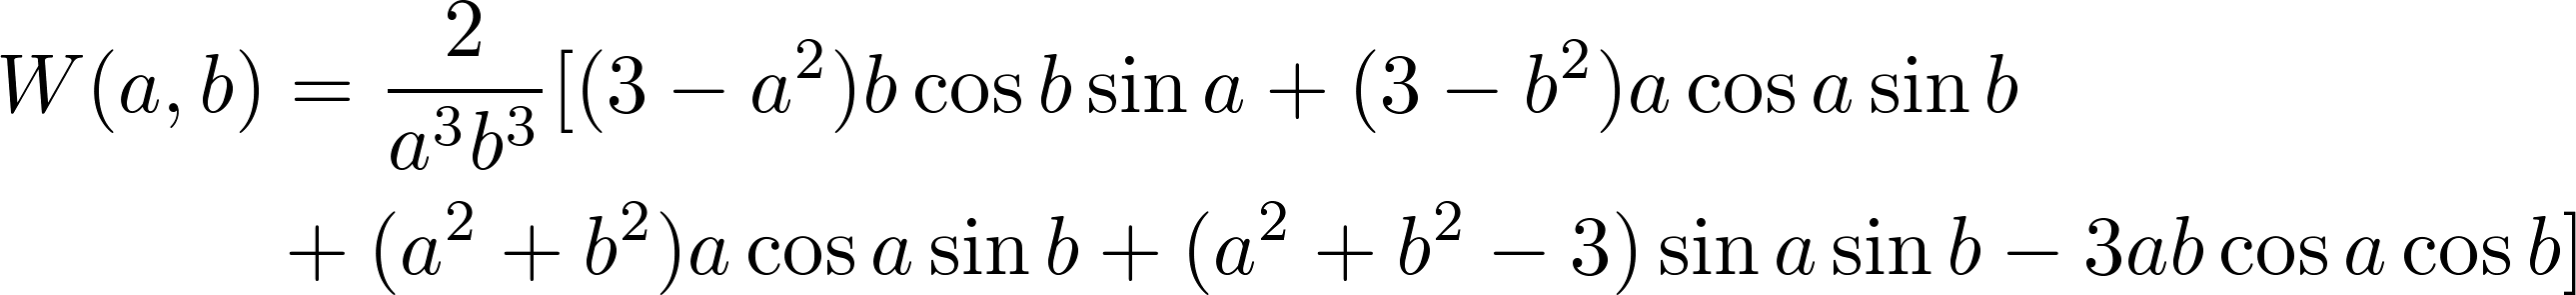 W(a, b) = \frac{2}{a^3 b^3} [(3 - a^2) b \cos b \sin a + (3 - b^2) a \cos a \sin b
+ (a^2 + b^2) a \cos a \sin b + (a^2 + b^2 - 3) \sin a \sin b - 3ab \cos a \cos b]